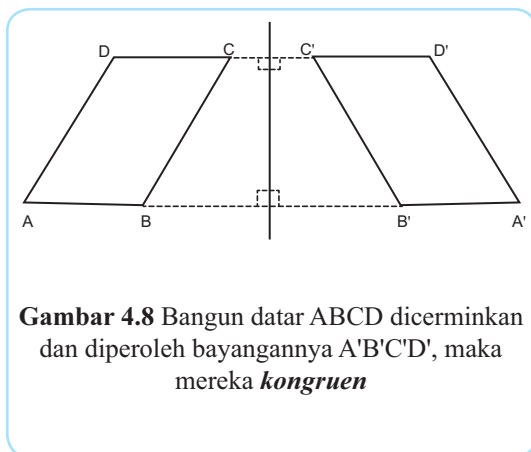 D C C' D'
A B B' A'
Gambar 4.8 Bangun datar ABCD dicerminkan
dan diperoleh bayangannya A'B'C'D', maka
mereka kongruen